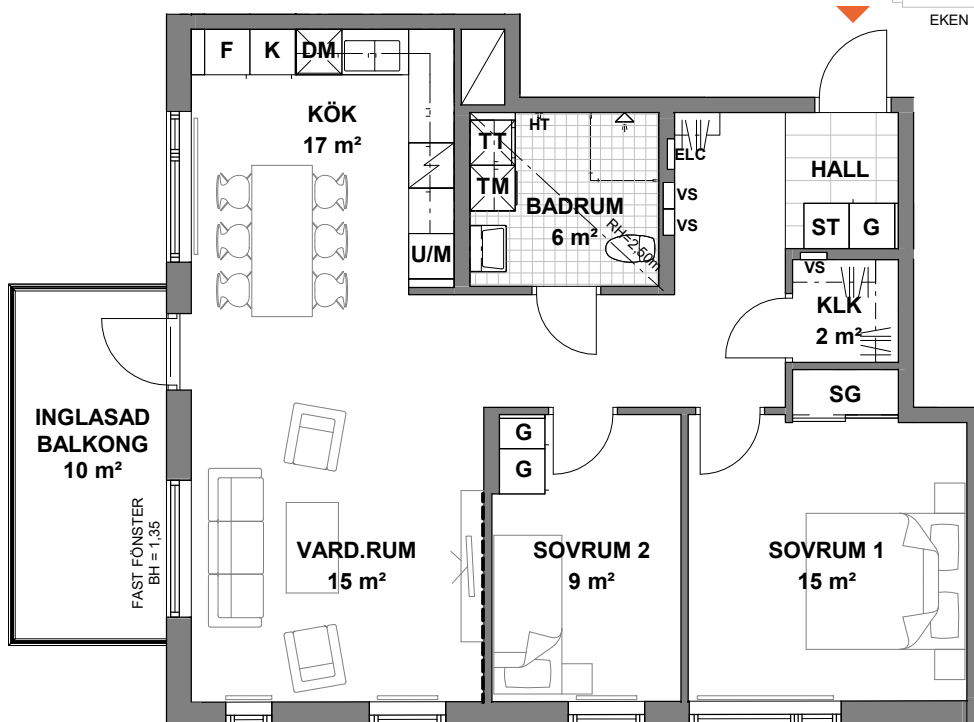 EKEN
F
K
DM
KÖK
17 m²
HT
TT
TM
BADRUM
6 m²
RH=2,50m
U/M
ELC
VS
VS
HALL
ST
G
VS
KLK
2 m²
SG
INGLASAD
BALKONG
10 m²
FAST FÖNSTER
BH = 1,35
G
G
VARD.RUM
15 m²
SOVRUM 2
9 m²
SOVRUM 1
15 m²